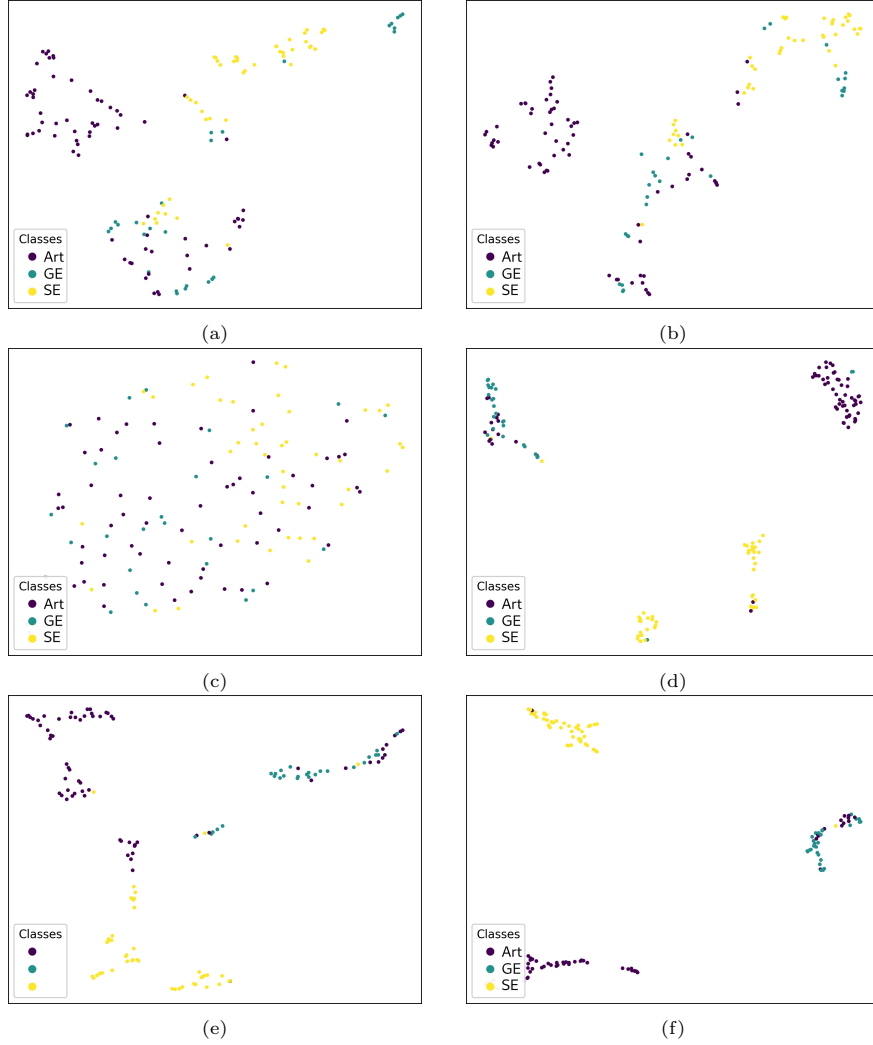 Classes
Art
GE
SE
(a)
Classes
Art
GE
SE
(b)
Classes
Art
GE
SE
(c)
Classes
Art
GE
SE
(d)
Classes
(e)
Classes
Art
GE
SE
(f)